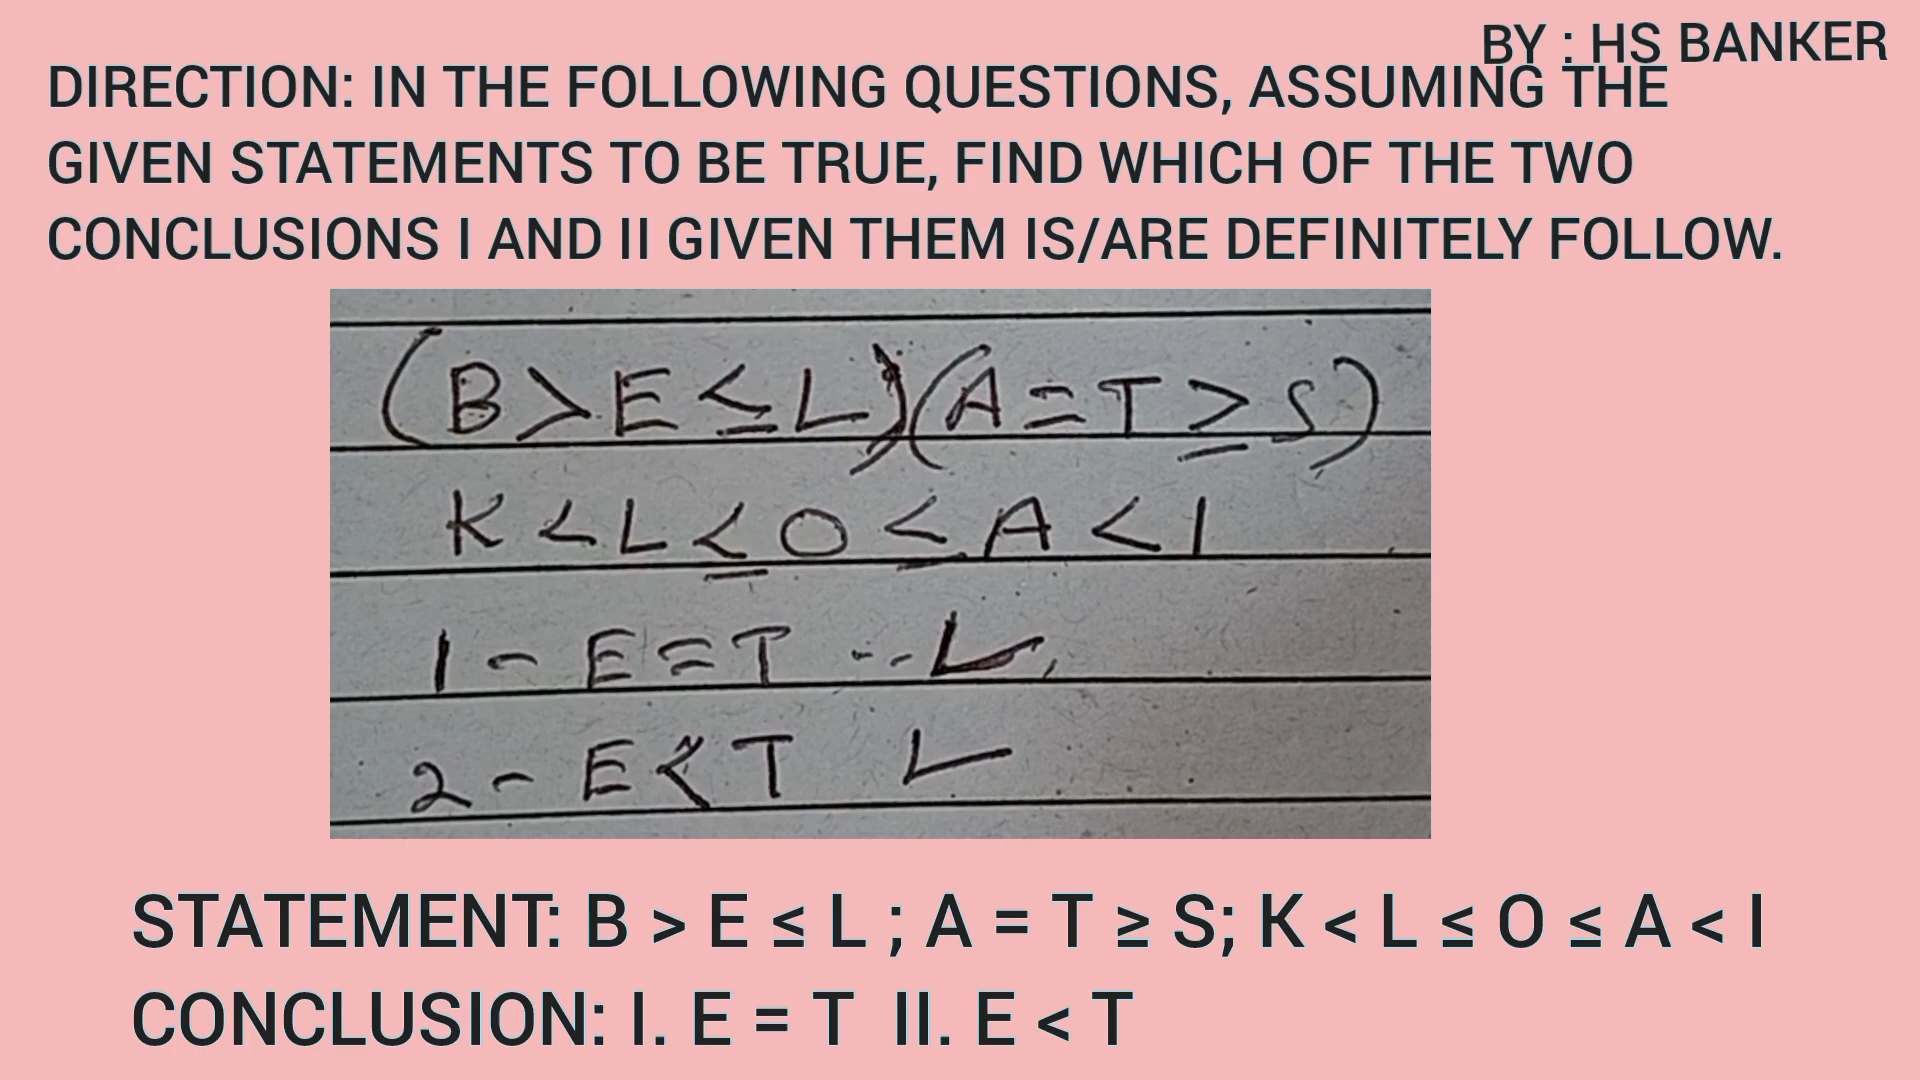 BY : HS BANKER
DIRECTION: IN THE FOLLOWING QUESTIONS, ASSUMING THE
GIVEN STATEMENTS TO BE TRUE, FIND WHICH OF THE TWO
CONCLUSIONS I AND II GIVEN THEM IS/ARE DEFINITELY FOLLOW.
(B > E ≤ L) (A = T ≥ S)
K < L ≤ O ≤ A < I
1 - E = T
2 - E < T
STATEMENT: B > E ≤ L ; A = T ≥ S; K < L ≤ O ≤ A < I
CONCLUSION: I. E = T II. E < T